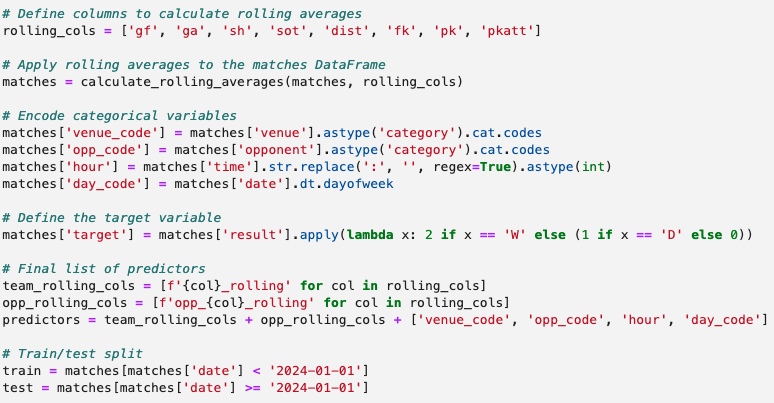 # Define columns to calculate rolling averages
rolling_cols = ['gf', 'ga', 'sh', 'sot', 'dist', 'fk', 'pk', 'pkatt']
# Apply rolling averages to the matches DataFrame
matches = calculate_rolling_averages(matches, rolling_cols)
# Encode categorical variables
matches['venue_code'] = matches['venue'].astype('category').cat.codes
matches['opp_code'] = matches['opponent'].astype('category').cat.codes
matches['hour'] = matches['time'].str.replace(':', '', regex=True).astype(int)
matches['day_code'] = matches['date'].dt.dayofweek
# Define the target variable
matches['target'] = matches['result'].apply(lambda x: 2 if x == 'W' else (1 if x == 'D' else 0))
# Final list of predictors
team_rolling_cols = [f'{col}_rolling' for col in rolling_cols]
opp_rolling_cols = [f'opp_{col}_rolling' for col in rolling_cols]
predictors = team_rolling_cols + opp_rolling_cols + ['venue_code', 'opp_code', 'hour', 'day_code']
# Train/test split
train = matches[matches['date'] < '2024-01-01']
test = matches[matches['date'] >= '2024-01-01']